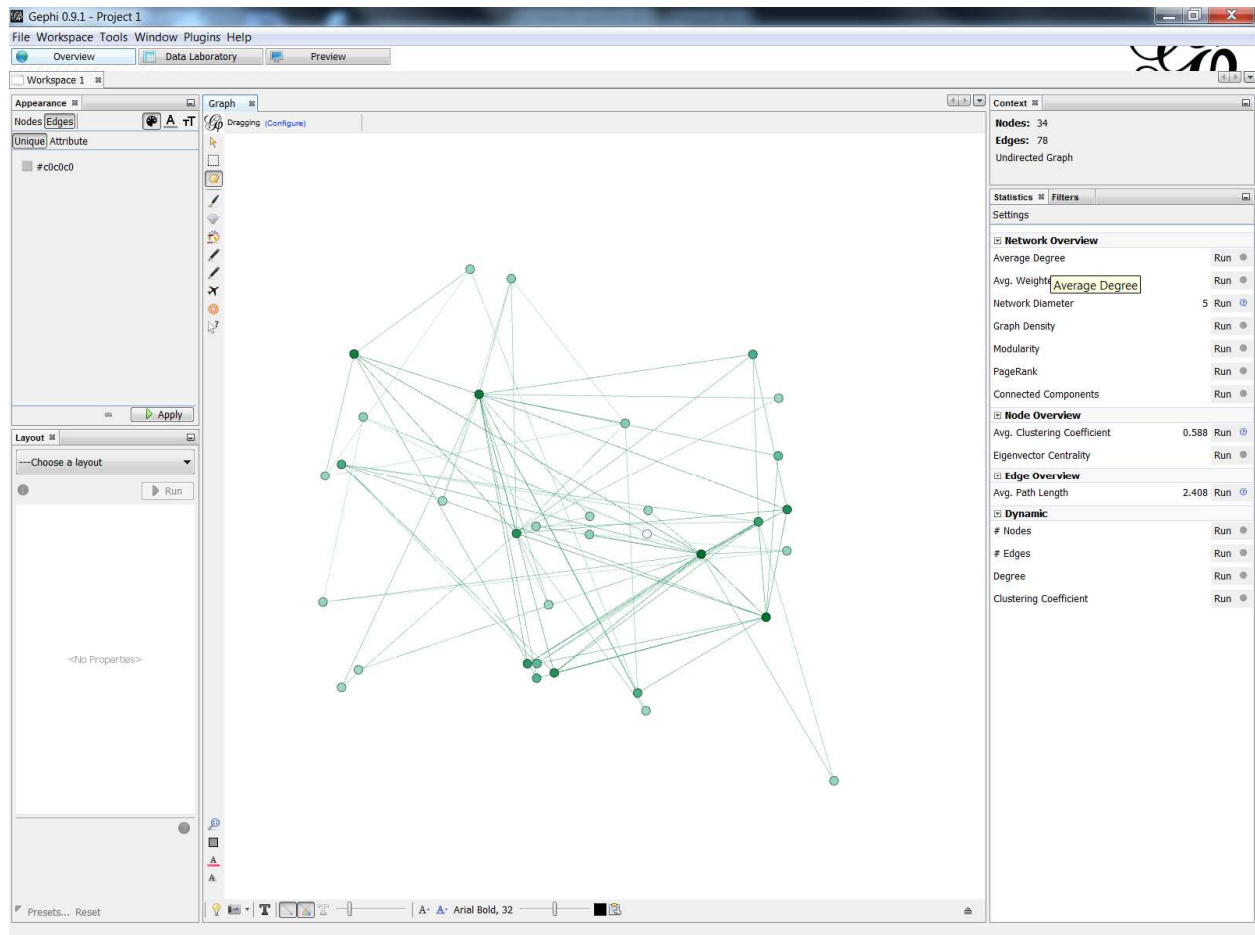 Gephi 0.9.1 - Project 1
File Workspace Tools Window Plugins Help
Overview Data Laboratory Preview
Workspace 1
Appearance
Nodes Edges
Unique Attribute
#c0c0c0
Apply
Layout
---Choose a layout
Run
<No Properties>
Presets... Reset
Graph
Dragging (Configure)
A- A- Arial Bold, 32
Context
Nodes: 34
Edges: 78
Undirected Graph
Statistics Filters
Settings
Network Overview
Average Degree Run
Avg. Weighte Run
Average Degree
Network Diameter 5 Run
Graph Density Run
Modularity Run
PageRank Run
Connected Components Run
Node Overview
Avg. Clustering Coefficient 0.588 Run
Eigenvector Centrality Run
Edge Overview
Avg. Path Length 2.408 Run
Dynamic
# Nodes Run
# Edges Run
Degree Run
Clustering Coefficient Run